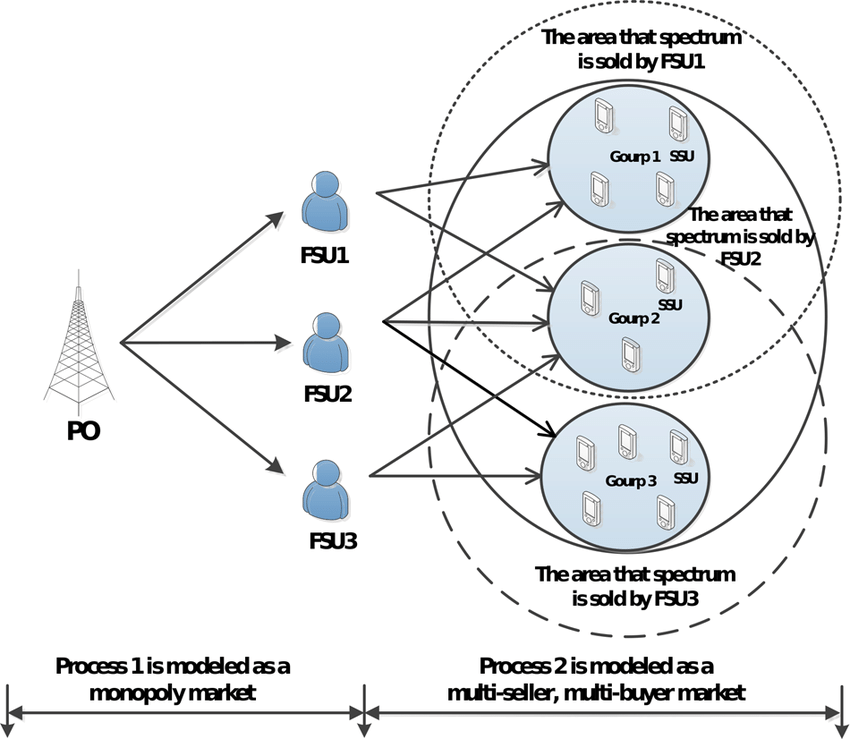 The area that spectrum
is sold by FSU1
Gourp 1 SSU
The area that
spectrum is sold by
FSU2
FSU1
SSU
Gourp 2
FSU2
PO
SSU
Gourp 3
FSU3
The area that spectrum
is sold by FSU3
Process 1 is modeled as a
monopoly market
Process 2 is modeled as a
multi-seller, multi-buyer market